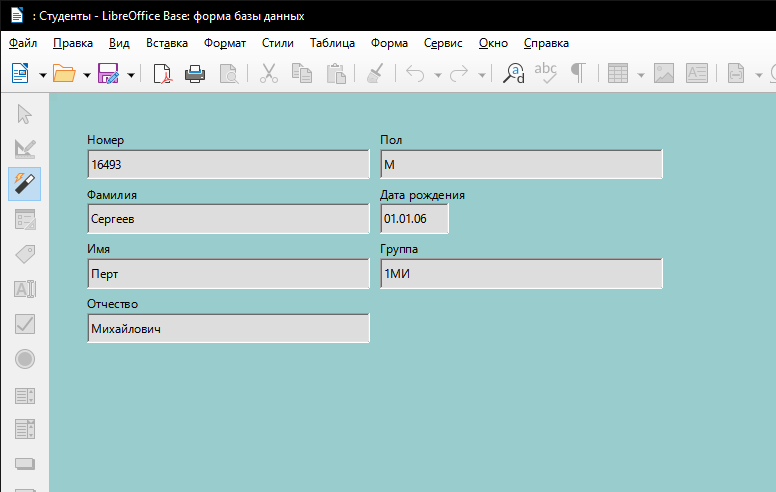 : Студенты - LibreOffice Base: форма базы данных
Файл Правка Вид Вставка Формат Стили Таблица Форма Сервис Окно Справка
Номер Пол
16493 М
Фамилия Дата рождения
Сергеев 01.01.06
Имя Группа
Перт 1МИ
Отчество
Михайлович